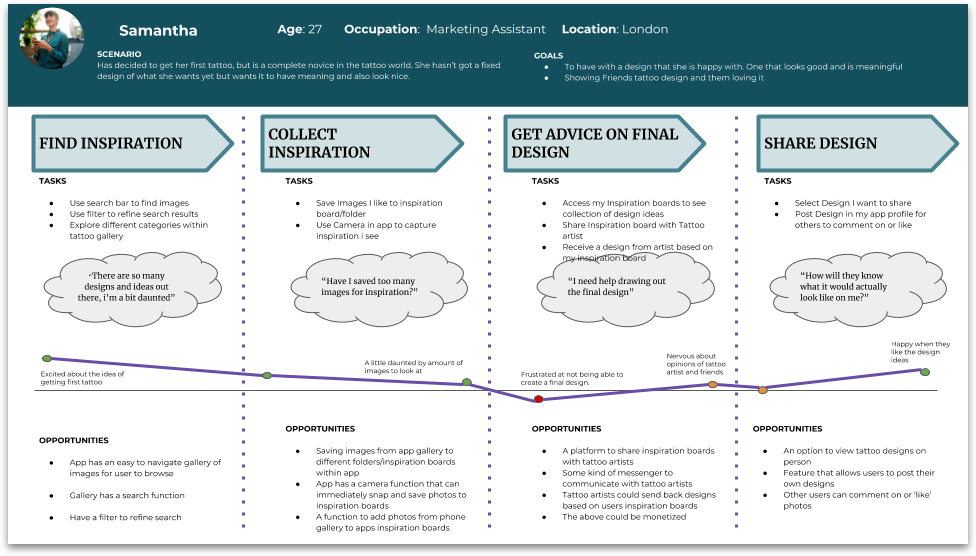 Samantha
Age: 27 Occupation: Marketing Assistant Location: London
SCENARIO
Has decided to get her first tattoo, but is a complete novice in the tattoo world. She hasn't got a fixed
design of what she wants yet but wants it to have meaning and also look nice.
GOALS
● To have with a design that she is happy with. One that looks good and is meaningful
● Showing Friends tattoo design and them loving it
FIND INSPIRATION
TASKS
● Use search bar to find images
● Use filter to refine search results
● Explore different categories within
tattoo gallery
"There are so many
designs and ideas out
there, i'm a bit daunted"
Excited about the idea of
getting first tattoo
OPPORTUNITIES
● App has an easy to navigate gallery of
images for user to browse
● Gallery has a search function
● Have a filter to refine search
COLLECT
INSPIRATION
TASKS
● Save Images I like to inspiration
board/folder
● Use Camera in app to capture
inspiration i see
"Have I saved too many
images for inspiration?"
A little daunted by amount of
images to look at
OPPORTUNITIES
● Saving images from app gallery to
different folders/inspiration boards
within app
● App has a camera function that can
immediately snap and save photos to
inspiration boards
● A function to add photos from phone
gallery to apps inspiration boards
GET ADVICE ON FINAL
DESIGN
TASKS
● Access my Inspiration boards to see
collection of design ideas
● Share Inspiration board with Tattoo
artist
● Receive a design from artist based on
my inspiration board
"I need help drawing out
the final design"
Frustrated at not being able to
create a final design.
Nervous about
opinions of tattoo
artist and friends
OPPORTUNITIES
● A platform to share inspiration boards
with tattoo artists
● Some kind of messenger to
communicate with tattoo artists
● Tattoo artists could send back designs
based on users inspiration boards
● The above could be monetized
SHARE DESIGN
TASKS
● Select Design I want to share
● Post Design in my app profile for
others to comment on or like
"How will they know
what it would actually
look like on me?"
Happy when they
like the design
ideas
OPPORTUNITIES
● An option to view tattoo designs on
person
● Feature that allows users to post their
own designs
● Other users can comment on or 'like'
photos